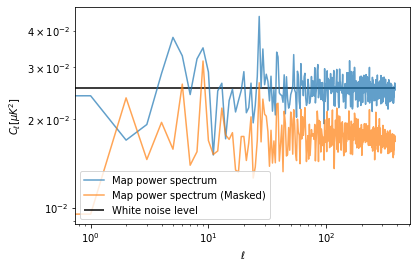 4 × 10⁻²
3 × 10⁻²
2 × 10⁻²
10⁻²
C_ℓ[μK²]
Map power spectrum
Map power spectrum (Masked)
White noise level
10⁰ 10¹ 10²
ℓ